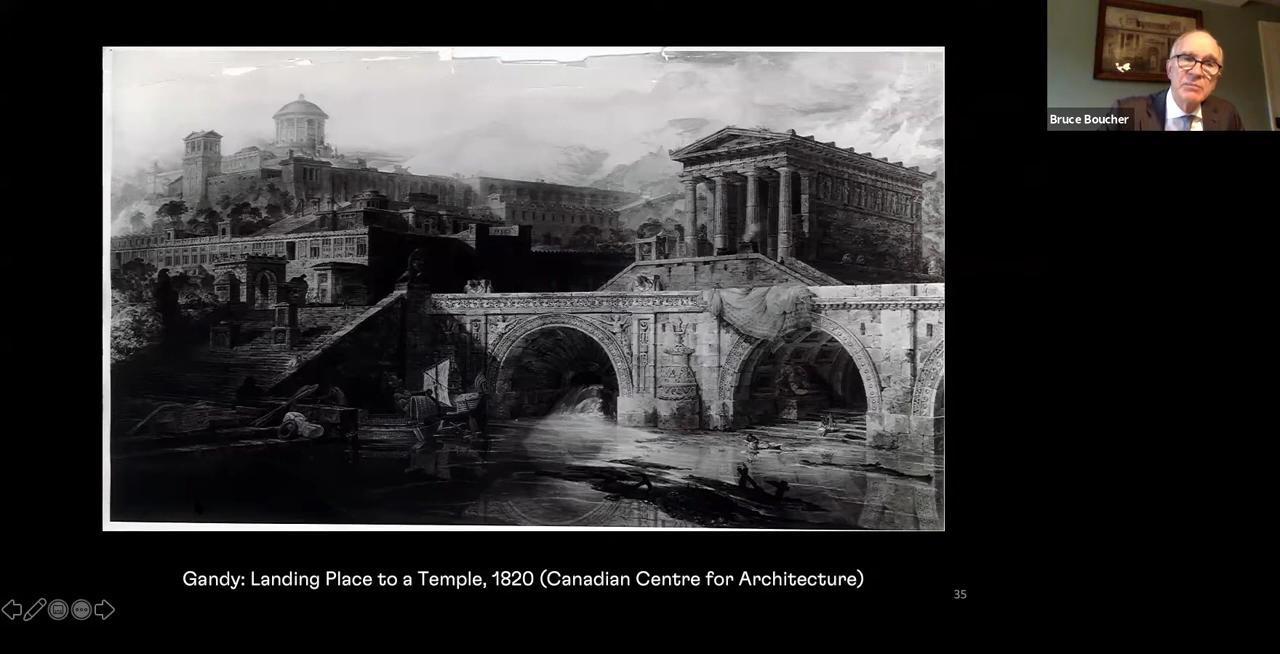 Bruce Boucher
Gandy: Landing Place to a Temple, 1820 (Canadian Centre for Architecture)
35